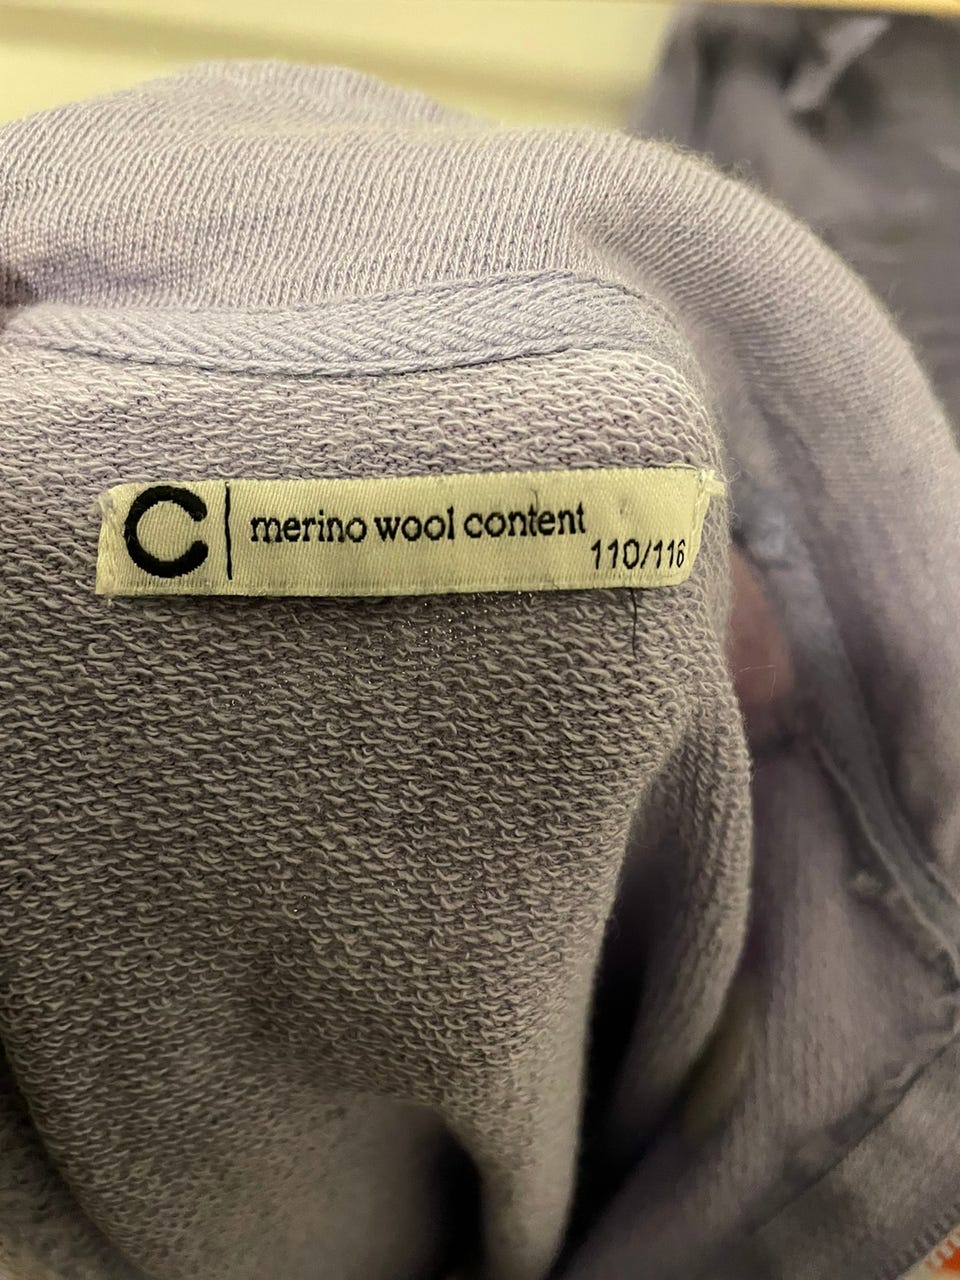 C | merino wool content
110/116